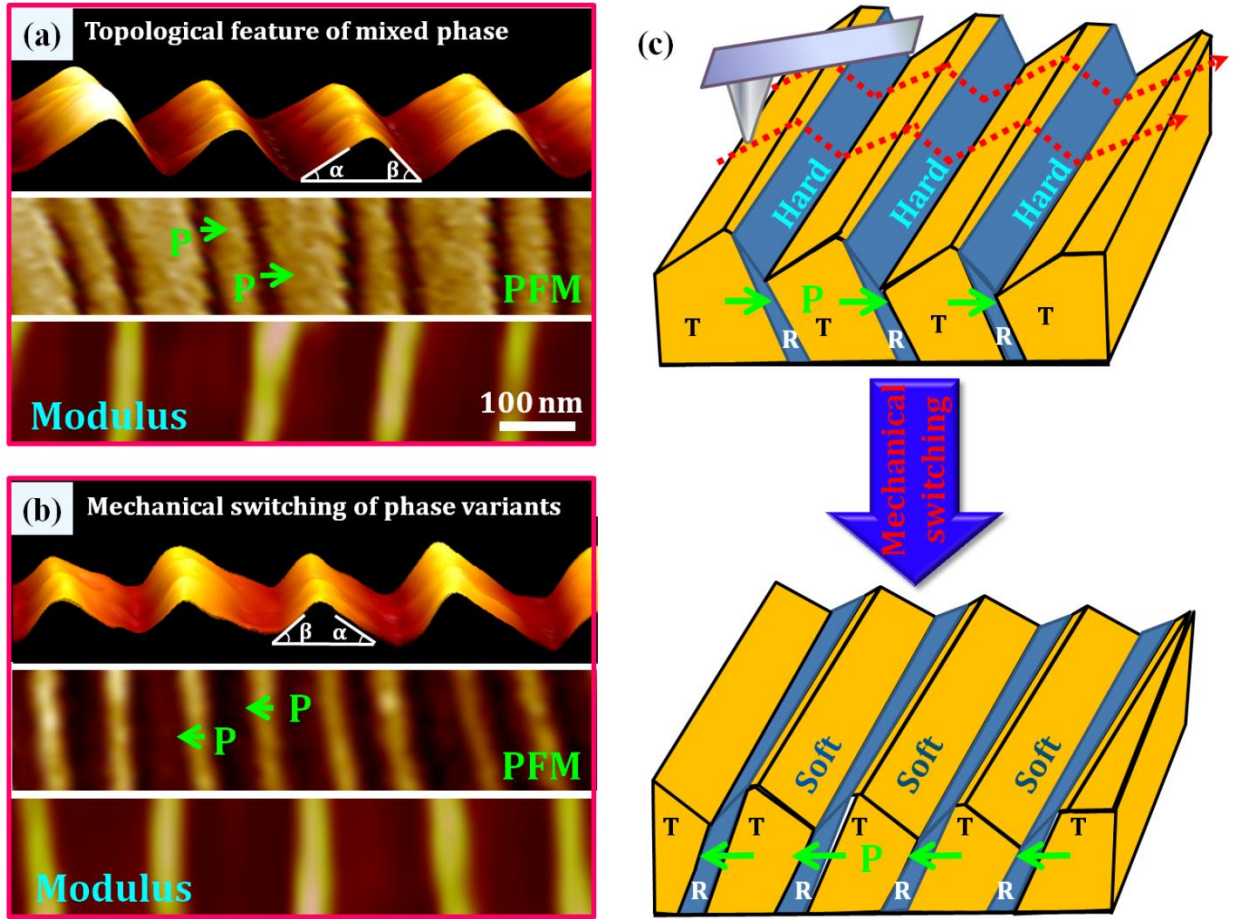 (a) Topological feature of mixed phase
α β
P
P
PFM
Modulus
100 nm
(b) Mechanical switching of phase variants
β α
P
P
PFM
Modulus
(c)
Hard Hard Hard
P
T T T T
R R R
Mechanical
switching
Soft Soft Soft
T T T T T
P
R R R R